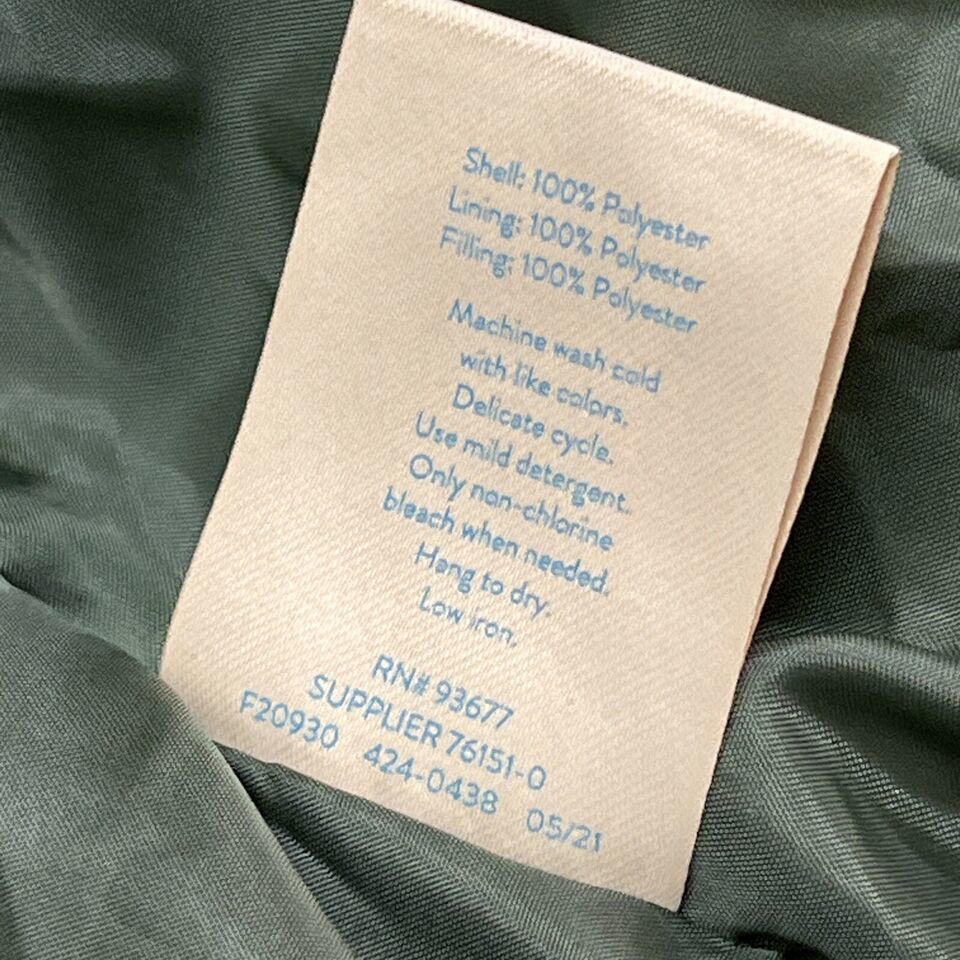 Shell: 100% Polyester
Lining: 100% Polyester
Filling: 100% Polyester
Machine wash cold
with like colors.
Delicate cycle.
Use mild detergent.
Only non-chlorine
bleach when needed.
Hang to dry.
Low iron.
RN# 93677
SUPPLIER 76151-0
F20930 424-0438 05/21